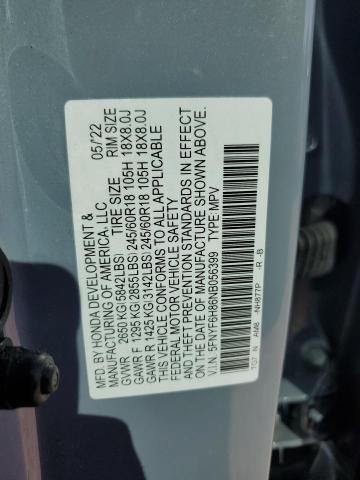 MFD. BY HONDA DEVELOPMENT & 05/22
MANUFACTURING OF AMERICA, LLC
TIRE SIZE RIM SIZE
GVWR 2650 KG(5842LBS)
GAWR F 1295 KG(2855LBS)245/60R18 105H 18X8.0J
GAWR R 1425 KG(3142LBS)245/60R18 105H 18X8.0J
THIS VEHICLE CONFORMS TO ALL APPLICABLE
FEDERAL MOTOR VEHICLE SAFETY
AND THEFT PREVENTION STANDARDS IN EFFECT
ON THE DATE OF MANUFACTURE SHOWN ABOVE.
V.I.N. 5FNYF6H86NB056399 TYPE:MPV
TG7 N AM8 -NH877P -R -B